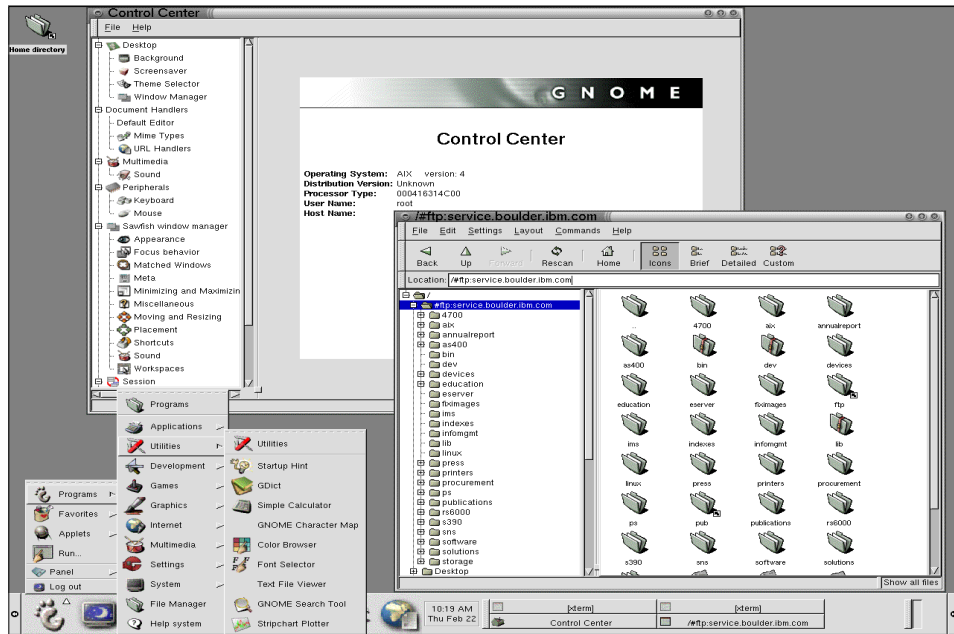 Home directory
Control Center
File Help
Desktop
Background
Screensaver
Theme Selector
Window Manager
Document Handlers
Default Editor
Mime Types
URL Handlers
Multimedia
Sound
Peripherals
Keyboard
Mouse
Sawfish window manager
Appearance
Focus behavior
Matched Windows
Meta
Minimizing and Maximizin
Miscellaneous
Moving and Resizing
Placement
Shortcuts
Sound
Workspaces
Session
GNOME
Control Center
Operating System: AIX version: 4
Distribution Version: Unknown
Processor Type: 000416314C00
User Name: root
Host Name:
/#ftp:service.boulder.ibm.com
File Edit Settings Layout Commands Help
Back Up Forward Rescan Home Icons Brief Detailed Custom
Location: /#ftp:service.boulder.ibm.com
/
#ftp:service.boulder.ibm.com
4700
aix
annualreport
as400
bin
dev
devices
education
eserver
fiximages
ims
indexes
infomgmt
lib
linux
press
printers
procurement
ps
publications
rs6000
s390
sns
software
solutions
storage
Desktop
.. 4700 aix annualreport
as400 bin dev devices
education eserver fiximages ftp
ims indexes infomgmt lib
linux press printers procurement
ps pub publications rs6000
s390 sns software solutions
Show all files
Programs
Applications
Utilities
Development
Games
Graphics
Internet
Multimedia
Settings
System
File Manager
Help system
Utilities
Startup Hint
GDict
Simple Calculator
GNOME Character Map
Color Browser
Font Selector
Text File Viewer
GNOME Search Tool
Stripchart Plotter
Programs
Favorites
Applets
Run...
Panel
Log out
10:19 AM
Thu Feb 22
[xterm] [xterm]
Control Center /#ftp:service.boulder.ibm.com